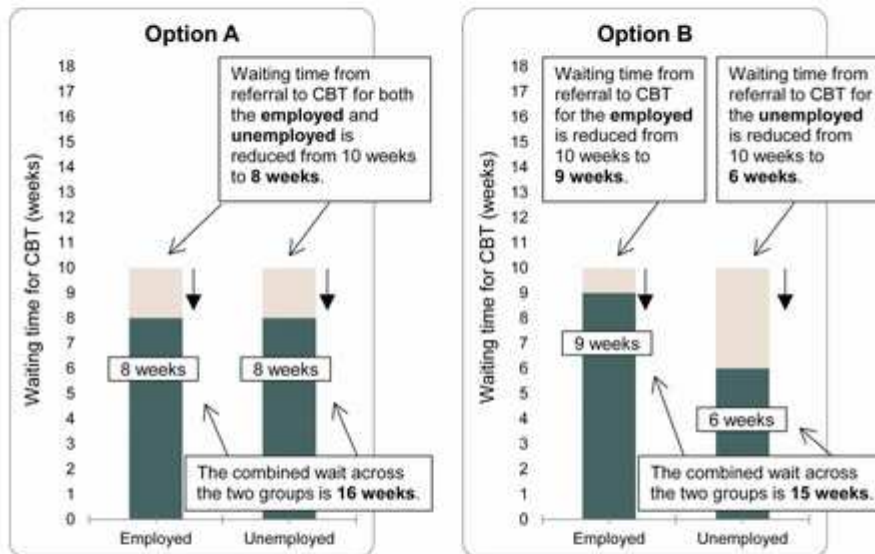 Option A
Waiting time for CBT (weeks)
18
17
16
15
14
13
12
11
10
9
8
7
6
5
4
3
2
1
0
Waiting time from
referral to CBT for both
the employed and
unemployed is
reduced from 10 weeks
to 8 weeks.
8 weeks
8 weeks
The combined wait across
the two groups is 16 weeks.
Employed
Unemployed
Option B
Waiting time for CBT (weeks)
18
17
16
15
14
13
12
11
10
9
8
7
6
5
4
3
2
1
0
Waiting time from
referral to CBT
for the employed
is reduced from
10 weeks to
9 weeks.
Waiting time from
referral to CBT for
the unemployed
is reduced from
10 weeks to
6 weeks.
9 weeks
6 weeks
The combined wait across
the two groups is 15 weeks.
Employed
Unemployed